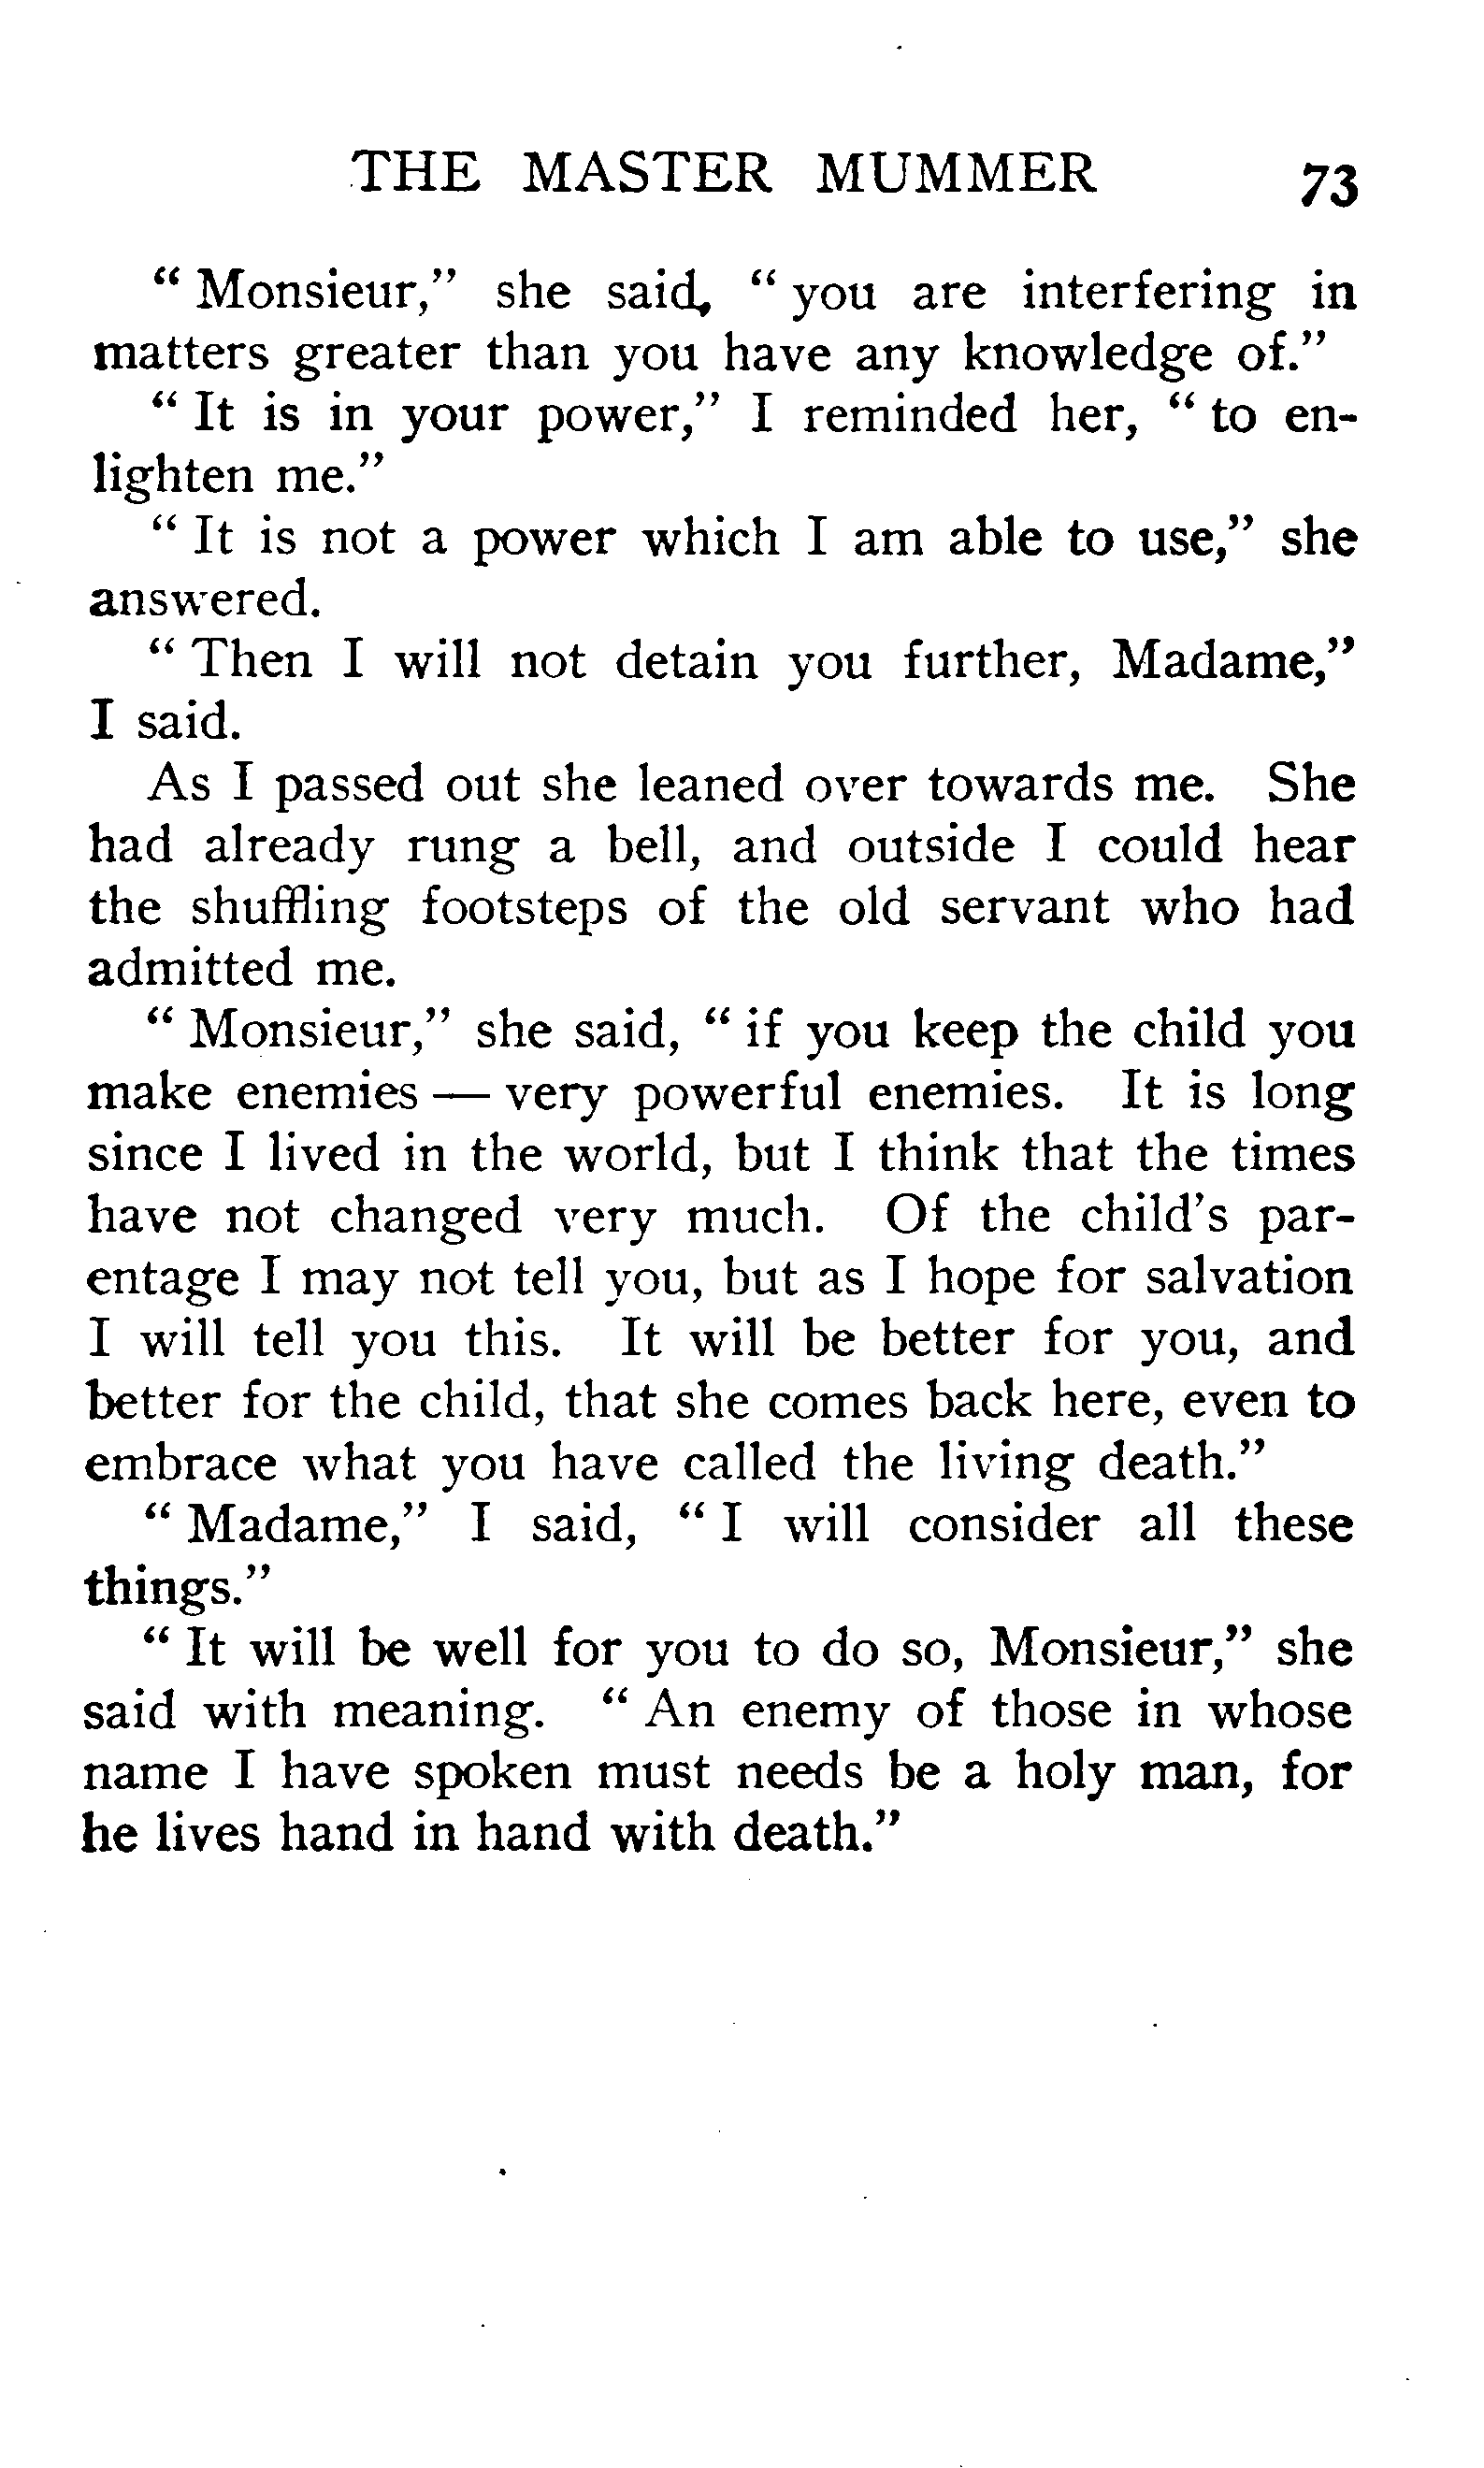 THE MASTER MUMMER 73
“ Monsieur,” she said, “ you are interfering in
matters greater than you have any knowledge of.”
“ It is in your power,” I reminded her, “ to en-
lighten me.”
“ It is not a power which I am able to use,” she
answered.
“ Then I will not detain you further, Madame,”
I said.
As I passed out she leaned over towards me. She
had already rung a bell, and outside I could hear
the shuffling footsteps of the old servant who had
admitted me.
“ Monsieur,” she said, “ if you keep the child you
make enemies — very powerful enemies. It is long
since I lived in the world, but I think that the times
have not changed very much. Of the child’s par-
entage I may not tell you, but as I hope for salvation
I will tell you this. It will be better for you, and
better for the child, that she comes back here, even to
embrace what you have called the living death.”
“ Madame,” I said, “ I will consider all these
things.”
“ It will be well for you to do so, Monsieur,” she
said with meaning. “ An enemy of those in whose
name I have spoken must needs be a holy man, for
he lives hand in hand with death.”